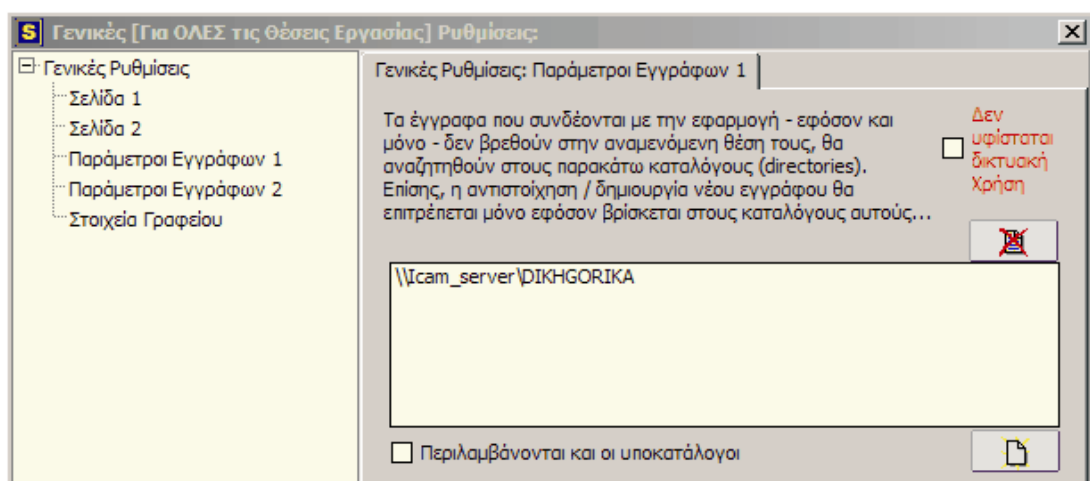 S Γενικές [Για ΟΛΕΣ τις Θέσεις Εργασίας] Ρυθμίσεις:
Γενικές Ρυθμίσεις
Σελίδα 1
Σελίδα 2
Παράμετροι Εγγράφων 1
Παράμετροι Εγγράφων 2
Στοιχεία Γραφείου
Γενικές Ρυθμίσεις: Παράμετροι Εγγράφων 1
Τα έγγραφα που συνδέονται με την εφαρμογή - εφόσον και
μόνο - δεν βρεθούν στην αναμενόμενη θέση τους, θα
αναζητηθούν στους παρακάτω καταλόγους (directories).
Επίσης, η αντιστοίχηση / δημιουργία νέου εγγράφου θα
επιτρέπεται μόνο εφόσον βρίσκεται στους καταλόγους αυτούς...
Δεν
υφίσταται
δικτυακή
Χρήση
\\Icam_server\DIKHGORIKA
Περιλαμβάνονται και οι υποκατάλογοι